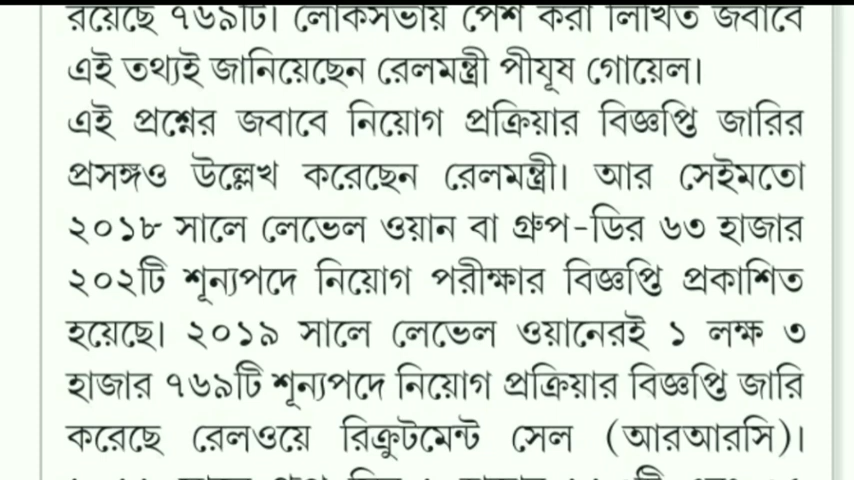 রয়েছে ৭৬৯টি। লোকসভায় পেশ করা লিখিত জবাবে
এই তথ্যই জানিয়েছেন রেলমন্ত্রী পীযূষ গোয়েল।
এই প্রশ্নের জবাবে নিয়োগ প্রক্রিয়ার বিজ্ঞপ্তি জারির
প্রসঙ্গও উল্লেখ করেছেন রেলমন্ত্রী। আর সেইমতো
২০১৮ সালে লেভেল ওয়ান বা গ্রুপ-ডির ৬৩ হাজার
২০২টি শূন্যপদে নিয়োগ পরীক্ষার বিজ্ঞপ্তি প্রকাশিত
হয়েছে। ২০১৯ সালে লেভেল ওয়ানেরই ১ লক্ষ ৩
হাজার ৭৬৯টি শূন্যপদে নিয়োগ প্রক্রিয়ার বিজ্ঞপ্তি জারি
করেছে রেলওয়ে রিক্রুটমেন্ট সেল (আরআরসি)।